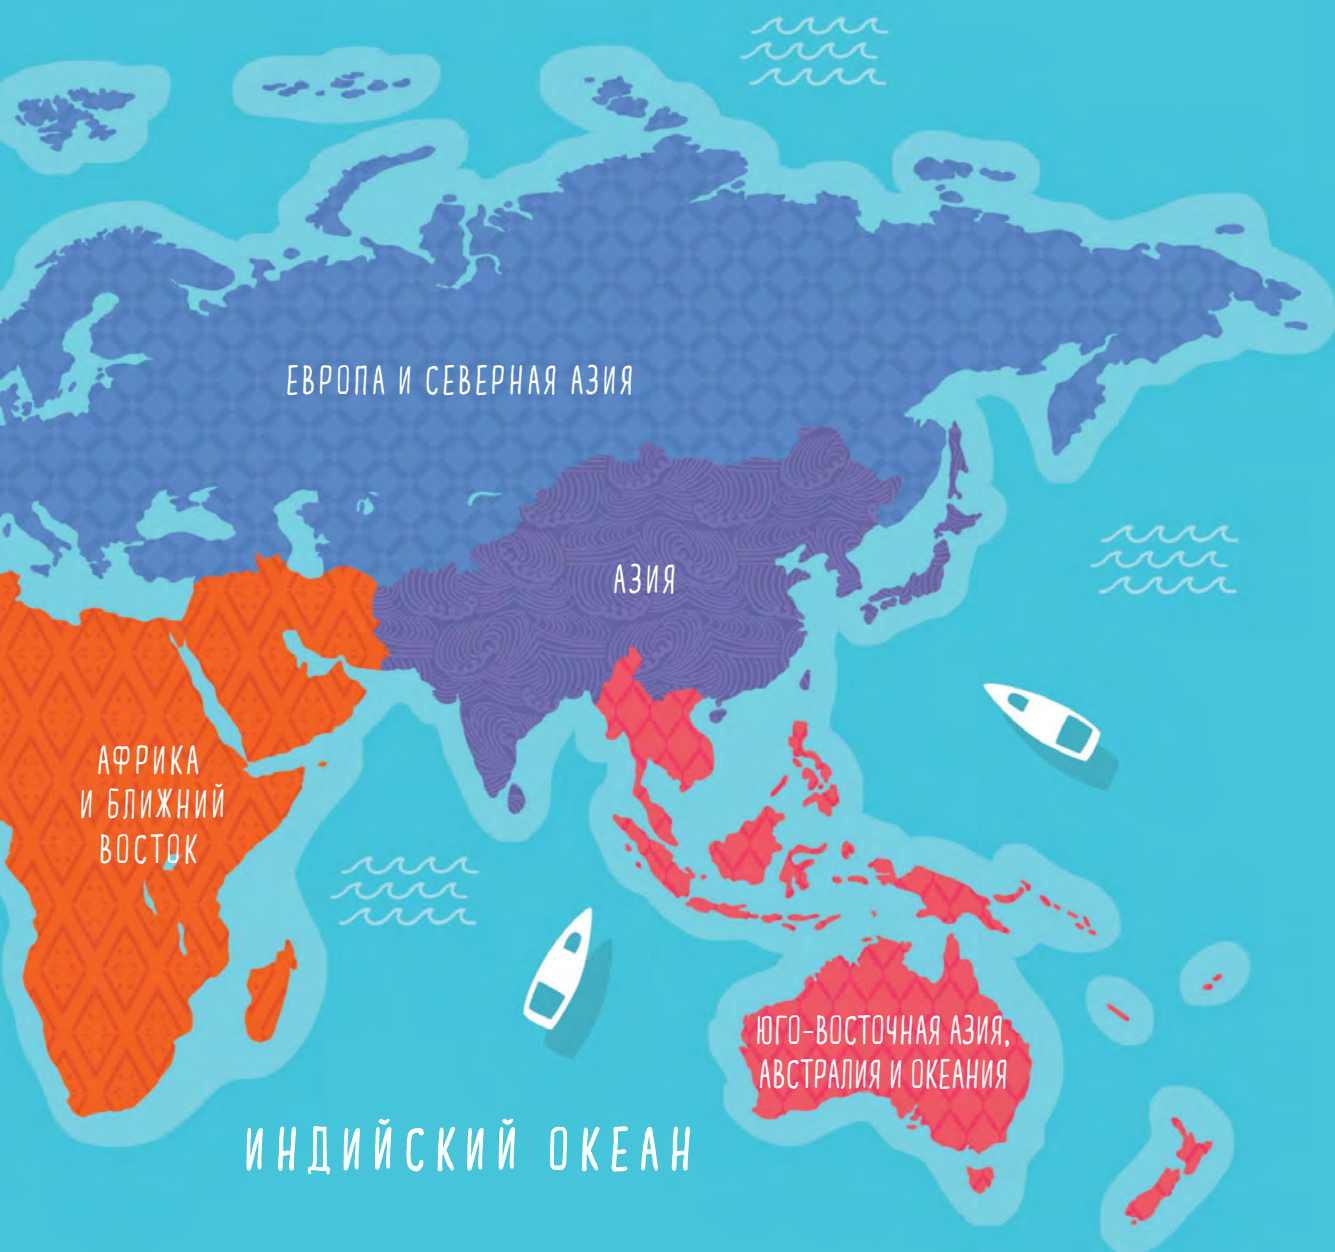 ЕВРОПА И СЕВЕРНАЯ АЗИЯ
АЗИЯ
АФРИКА
И БЛИЖНИЙ
ВОСТОК
ЮГО-ВОСТОЧНАЯ АЗИЯ,
АВСТРАЛИЯ И ОКЕАНИЯ
ИНДИЙСКИЙ ОКЕАН